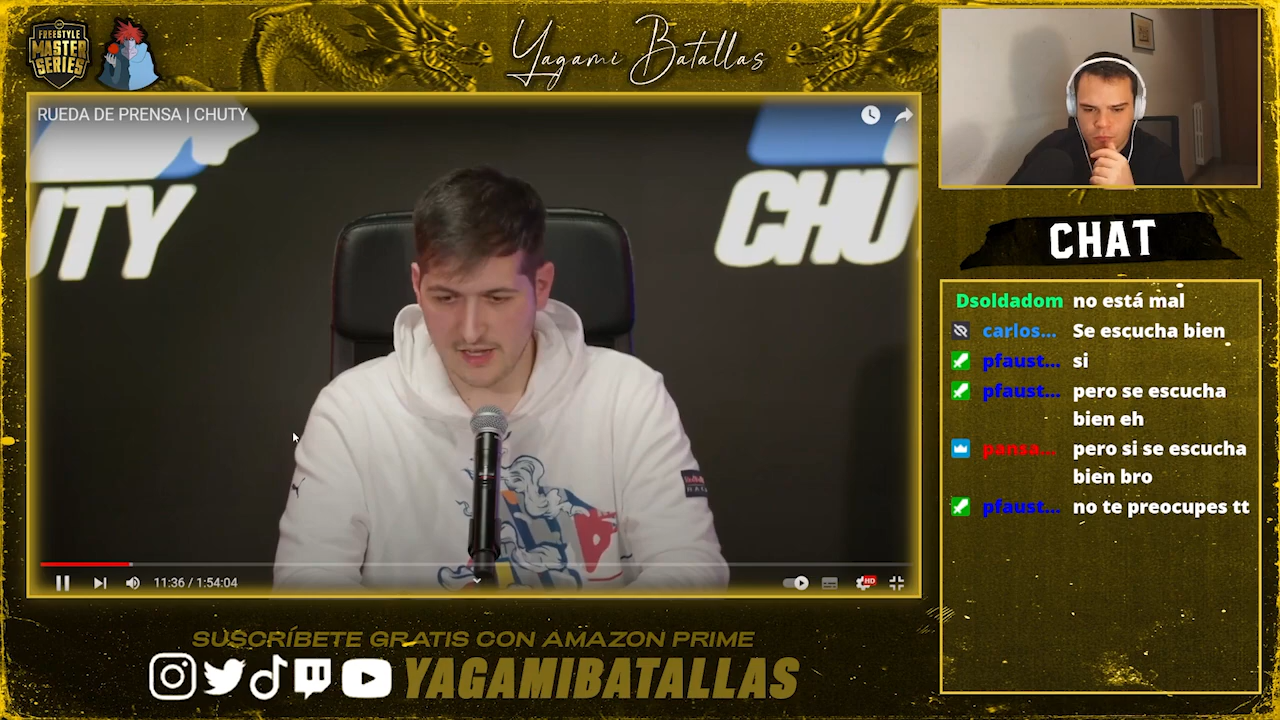 FREESTYLE
MASTER
SERIES
Yagami Batallas
RUEDA DE PRENSA | CHUTY
UTY
CHU
11:36 / 1:54:04
HD
CHAT
Dsoldadom no está mal
carlos... Se escucha bien
pfaust... si
pfaust... pero se escucha
bien eh
pansa... pero si se escucha
bien bro
pfaust... no te preocupes tt
SUSCRÍBETE GRATIS CON AMAZON PRIME
YAGAMIBATALLAS